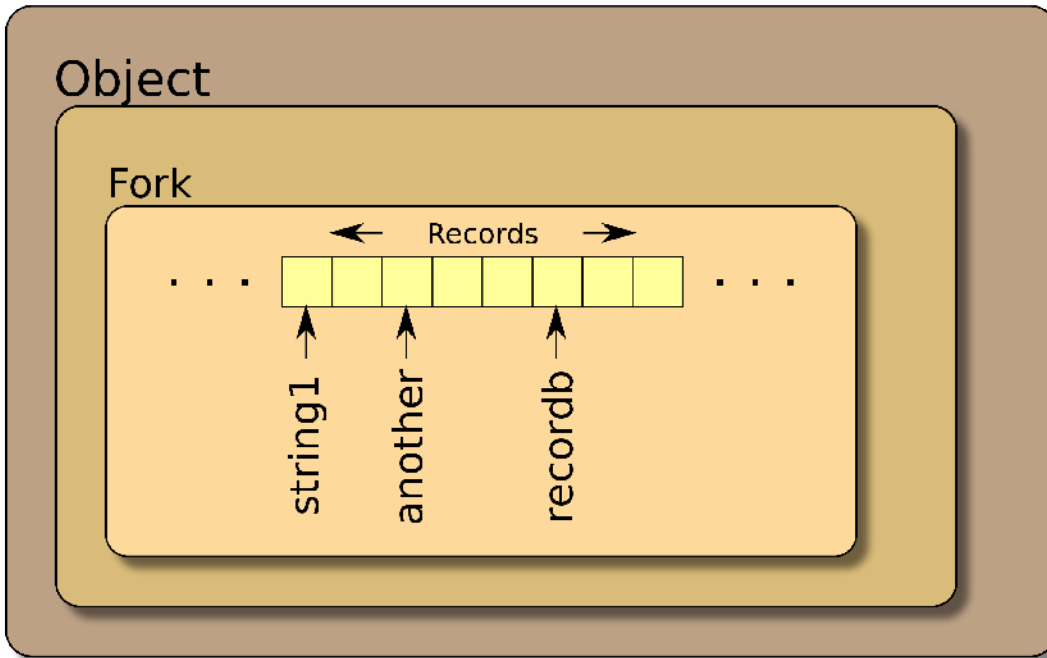 Object
Fork
Records
. . .
. . .
string1
another
recordb